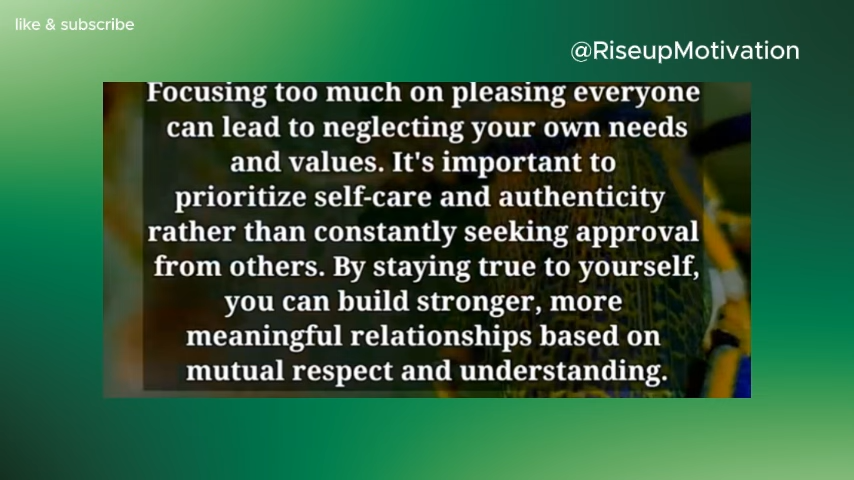 like & subscribe
@RiseupMotivation
Focusing too much on pleasing everyone
can lead to neglecting your own needs
and values. It's important to
prioritize self-care and authenticity
rather than constantly seeking approval
from others. By staying true to yourself,
you can build stronger, more
meaningful relationships based on
mutual respect and understanding.